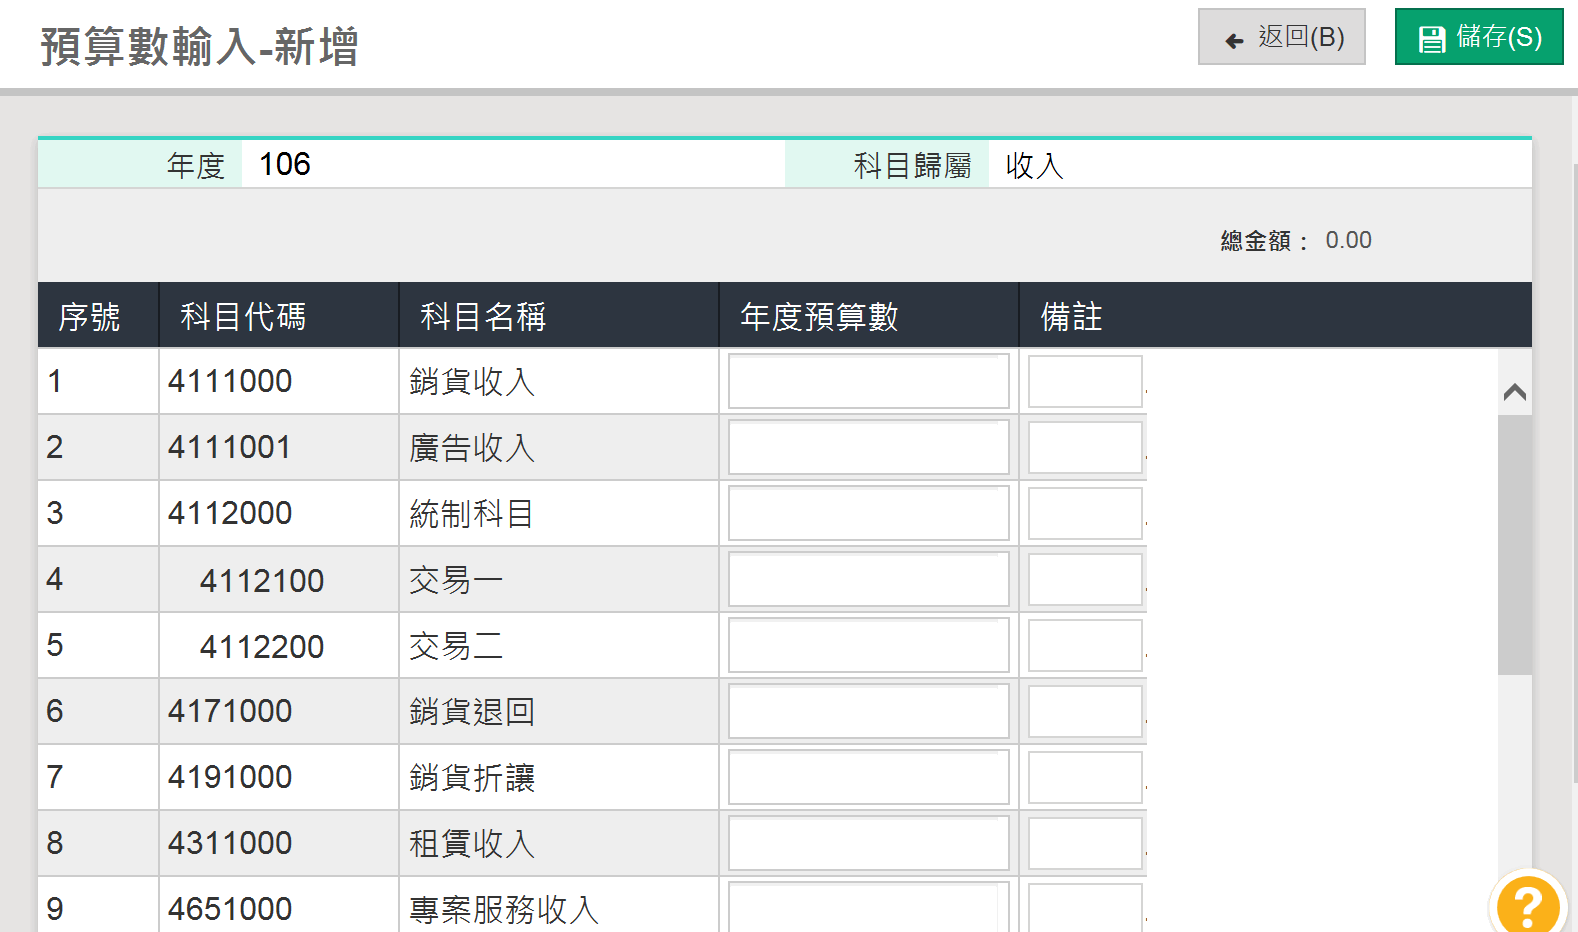 預算數輸入-新增
返回(B)
儲存(S)
年度 106 科目歸屬 收入
總金額： 0.00
序號 科目代碼 科目名稱 年度預算數 備註
1 4111000 銷貨收入
2 4111001 廣告收入
3 4112000 統制科目
4 4112100 交易一
5 4112200 交易二
6 4171000 銷貨退回
7 4191000 銷貨折讓
8 4311000 租賃收入
9 4651000 專案服務收入
?